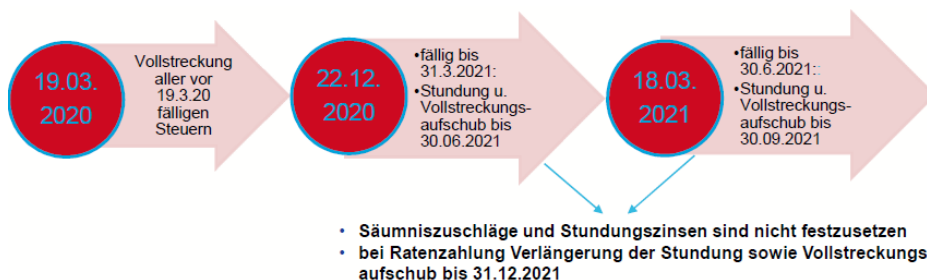 19.03.
2020
Vollstreckung
aller vor
19.3.20
fälligen
Steuern
22.12.
2020
•fällig bis
31.3.2021:
•Stundung u.
Vollstreckungs-
aufschub bis
30.06.2021
18.03.
2021
•fällig bis
30.6.2021:
•Stundung u.
Vollstreckungs-
aufschub bis
30.09.2021
• Säumniszuschläge und Stundungszinsen sind nicht festzusetzen
• bei Ratenzahlung Verlängerung der Stundung sowie Vollstreckungs
aufschub bis 31.12.2021